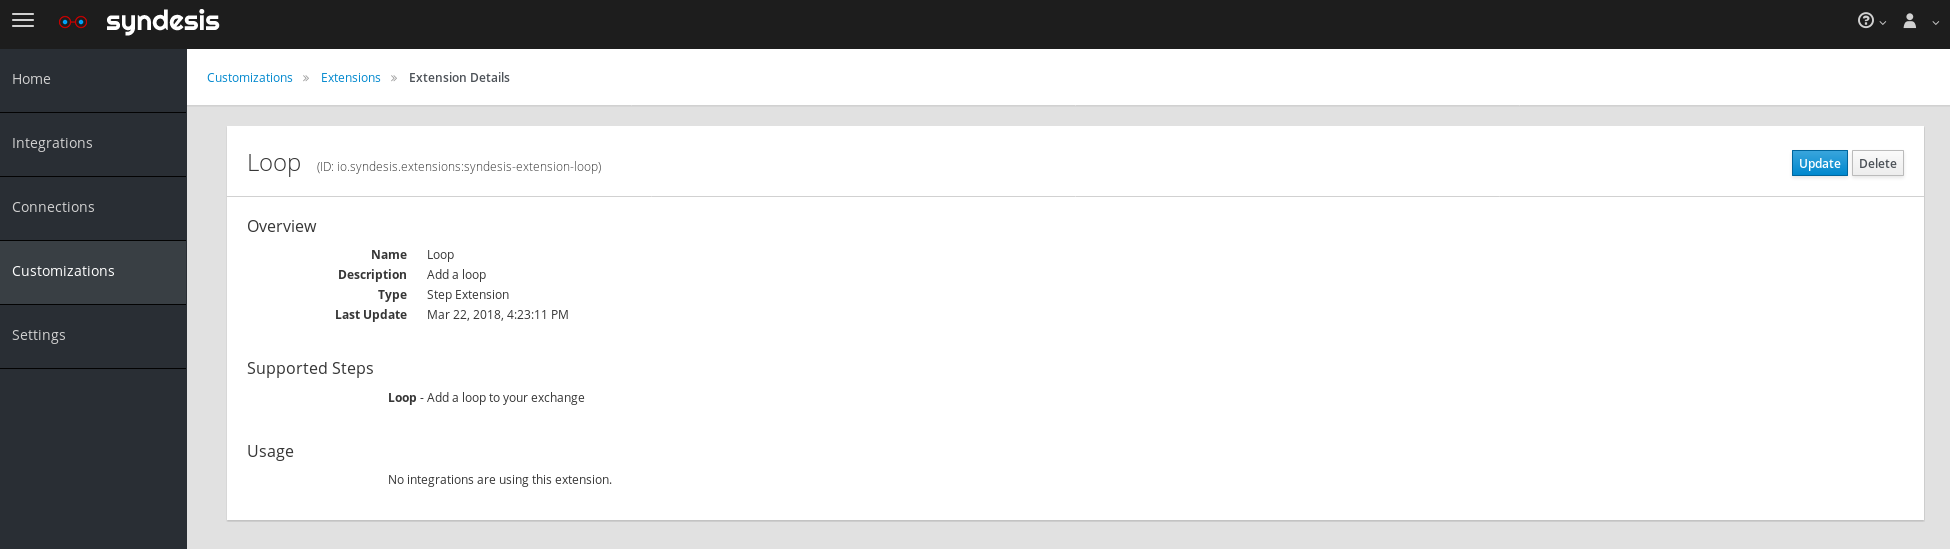 syndesis
Home
Integrations
Connections
Customizations
Settings
Customizations » Extensions » Extension Details
Loop (ID: io.syndesis.extensions:syndesis-extension-loop)
Update Delete
Overview
Name Loop
Description Add a loop
Type Step Extension
Last Update Mar 22, 2018, 4:23:11 PM
Supported Steps
Loop - Add a loop to your exchange
Usage
No integrations are using this extension.